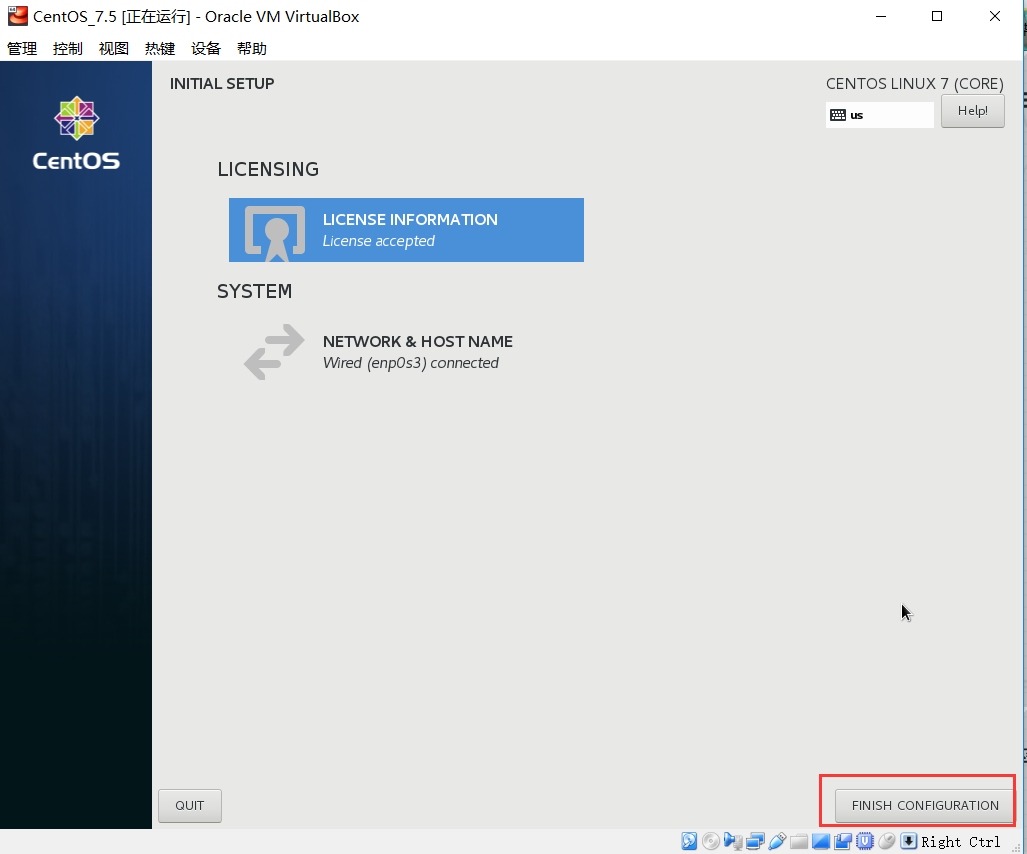 CentOS_7.5 [正在运行] - Oracle VM VirtualBox
管理 控制 视图 热键 设备 帮助
CentOS
INITIAL SETUP
CENTOS LINUX 7 (CORE)
us
Help!
LICENSING
LICENSE INFORMATION
License accepted
SYSTEM
NETWORK & HOST NAME
Wired (enp0s3) connected
QUIT
FINISH CONFIGURATION
Right Ctrl